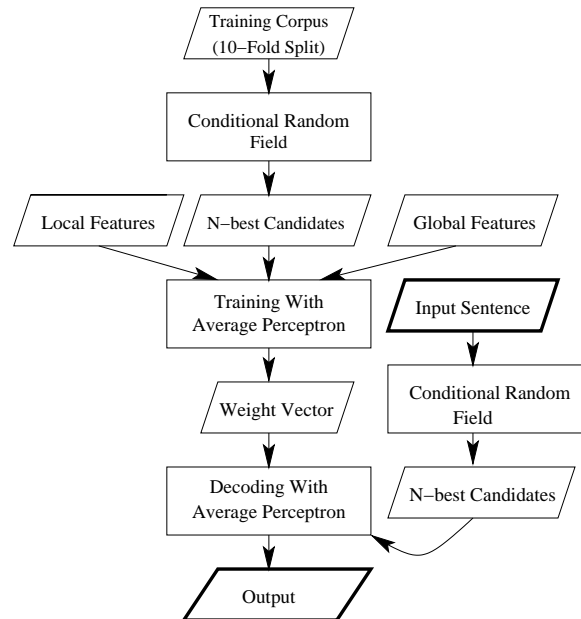 Training Corpus
(10−Fold Split)
Conditional Random
Field
Local Features
N−best Candidates
Global Features
Training With
Average Perceptron
Input Sentence
Weight Vector
Conditional Random
Field
Decoding With
Average Perceptron
N−best Candidates
Output